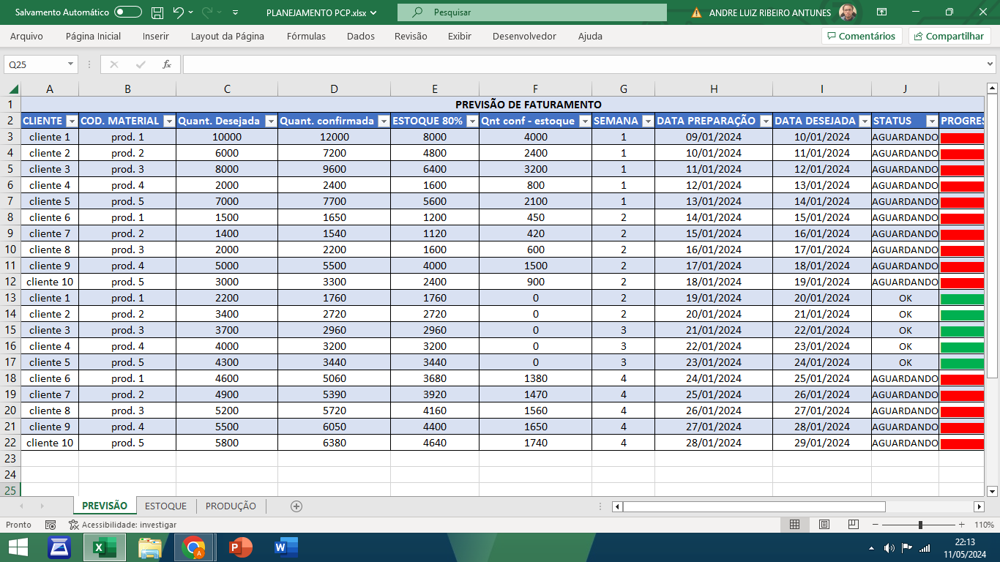 Salvamento Automático PLANEJAMENTO PCP.xlsx Pesquisar ANDRE LUIZ RIBEIRO ANTUNES
Arquivo Página Inicial Inserir Layout da Página Fórmulas Dados Revisão Exibir Desenvolvedor Ajuda Comentários Compartilhar
Q25 fx
A B C D E F G H I J
1 PREVISÃO DE FATURAMENTO
2 CLIENTE COD. MATERIAL Quant. Desejada Quant. confirmada ESTOQUE 80% Qnt conf - estoque SEMANA DATA PREPARAÇÃO DATA DESEJADA STATUS PROGRES
3 cliente 1 prod. 1 10000 12000 8000 4000 1 09/01/2024 10/01/2024 AGUARDANDO
4 cliente 2 prod. 2 6000 7200 4800 2400 1 10/01/2024 11/01/2024 AGUARDANDO
5 cliente 3 prod. 3 8000 9600 6400 3200 1 11/01/2024 12/01/2024 AGUARDANDO
6 cliente 4 prod. 4 2000 2400 1600 800 1 12/01/2024 13/01/2024 AGUARDANDO
7 cliente 5 prod. 5 7000 7700 5600 2100 1 13/01/2024 14/01/2024 AGUARDANDO
8 cliente 6 prod. 1 1500 1650 1200 450 2 14/01/2024 15/01/2024 AGUARDANDO
9 cliente 7 prod. 2 1400 1540 1120 420 2 15/01/2024 16/01/2024 AGUARDANDO
10 cliente 8 prod. 3 2000 2200 1600 600 2 16/01/2024 17/01/2024 AGUARDANDO
11 cliente 9 prod. 4 5000 5500 4000 1500 2 17/01/2024 18/01/2024 AGUARDANDO
12 cliente 10 prod. 5 3000 3300 2400 900 2 18/01/2024 19/01/2024 AGUARDANDO
13 cliente 1 prod. 1 2200 1760 1760 0 2 19/01/2024 20/01/2024 OK
14 cliente 2 prod. 2 3400 2720 2720 0 2 20/01/2024 21/01/2024 OK
15 cliente 3 prod. 3 3700 2960 2960 0 3 21/01/2024 22/01/2024 OK
16 cliente 4 prod. 4 4000 3200 3200 0 3 22/01/2024 23/01/2024 OK
17 cliente 5 prod. 5 4300 3440 3440 0 3 23/01/2024 24/01/2024 OK
18 cliente 6 prod. 1 4600 5060 3680 1380 4 24/01/2024 25/01/2024 AGUARDANDO
19 cliente 7 prod. 2 4900 5390 3920 1470 4 25/01/2024 26/01/2024 AGUARDANDO
20 cliente 8 prod. 3 5200 5720 4160 1560 4 26/01/2024 27/01/2024 AGUARDANDO
21 cliente 9 prod. 4 5500 6050 4400 1650 4 27/01/2024 28/01/2024 AGUARDANDO
22 cliente 10 prod. 5 5800 6380 4640 1740 4 28/01/2024 29/01/2024 AGUARDANDO
23
24
25
PREVISÃO ESTOQUE PRODUÇÃO
Pronto Acessibilidade: investigar 110%
22:13
11/05/2024